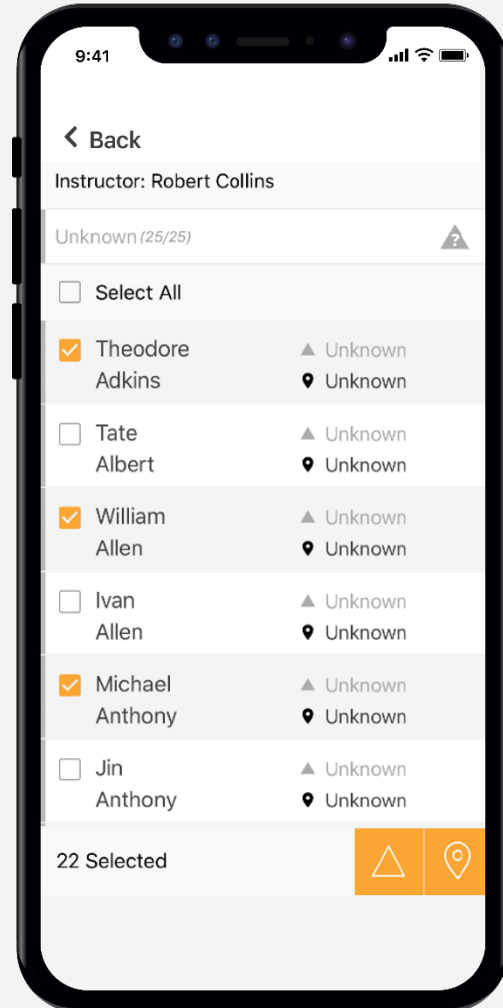 9:41
Back
Instructor: Robert Collins
Unknown (25/25)
?
Select All
Theodore Adkins
Unknown
Unknown
Tate Albert
Unknown
Unknown
William Allen
Unknown
Unknown
Ivan Allen
Unknown
Unknown
Michael Anthony
Unknown
Unknown
Jin Anthony
Unknown
Unknown
22 Selected